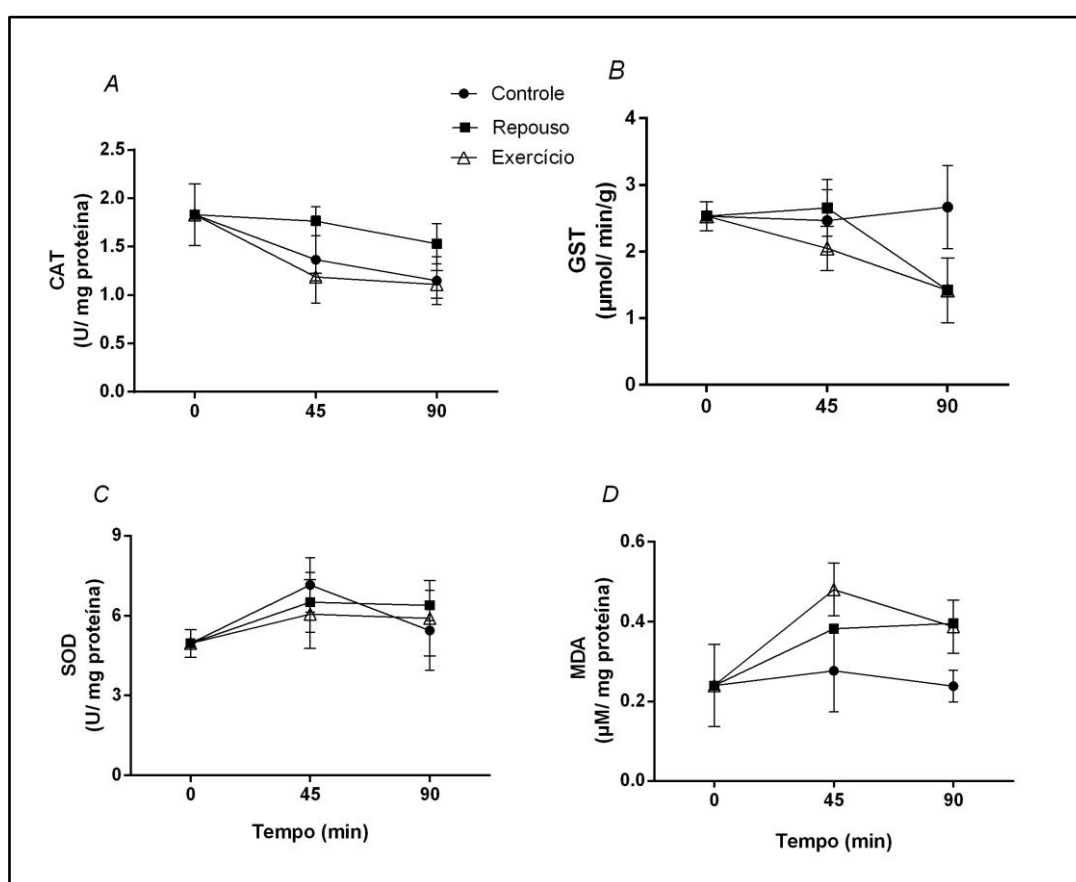 A
Controle
Repouso
Exercício
CAT
(U/ mg proteína)
2.5
2.0
1.5
1.0
0.5
0.0
0
45
90
B
GST
(µmol/ min/g)
4
3
2
1
0
0
45
90
C
SOD
(U/ mg proteína)
9
6
3
0
0
45
90
Tempo (min)
D
MDA
(µM/ mg proteína)
0.6
0.4
0.2
0.0
0
45
90
Tempo (min)